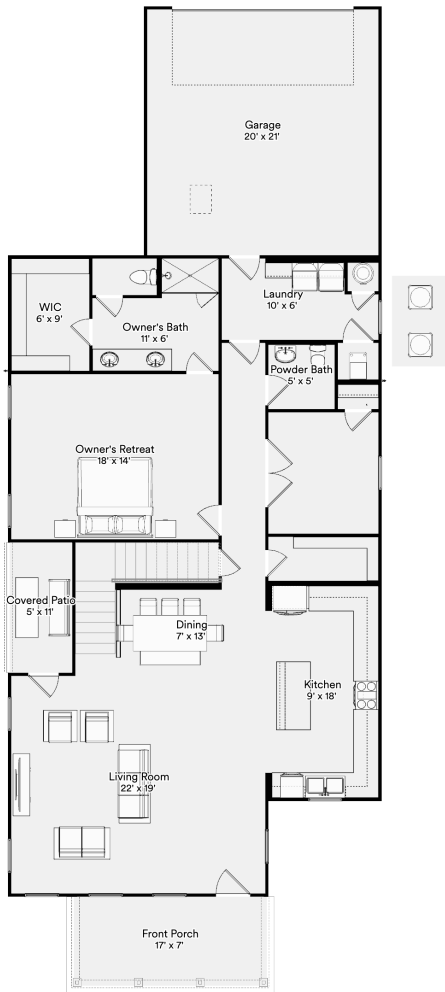 Garage
20' x 21'
Laundry
10' x 6'
WIC
6' x 9'
Owner's Bath
11' x 6'
Powder Bath
5' x 5'
Owner's Retreat
18' x 14'
Covered Patio
5' x 11'
Dining
7' x 13'
Kitchen
9' x 18'
Living Room
22' x 19'
Front Porch
17' x 7'